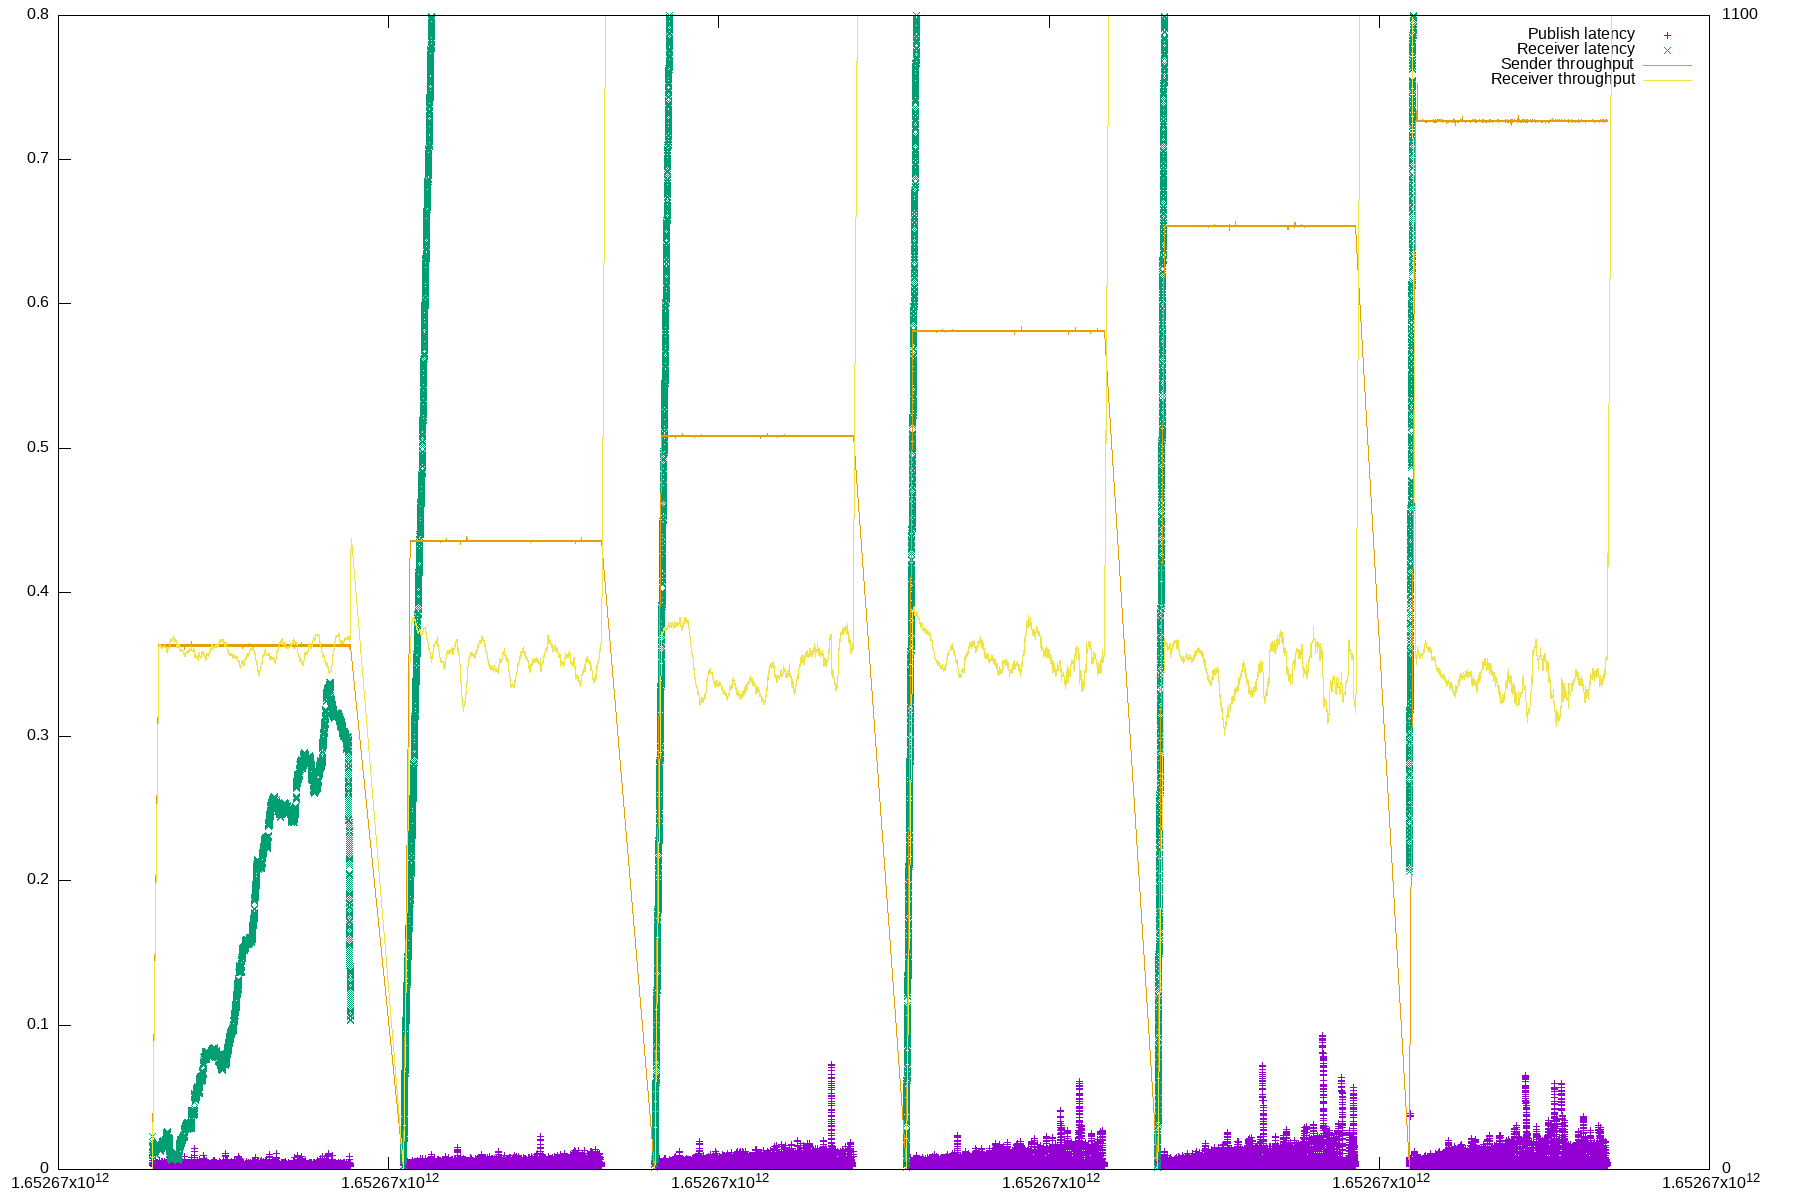 0.8
1100
Publish latency
Receiver latency
Sender throughput
Receiver throughput
0.7
0.6
0.5
0.4
0.3
0.2
0.1
0
0
1.65267x10¹² 1.65267x10¹² 1.65267x10¹² 1.65267x10¹² 1.65267x10¹² 1.65267x10¹²